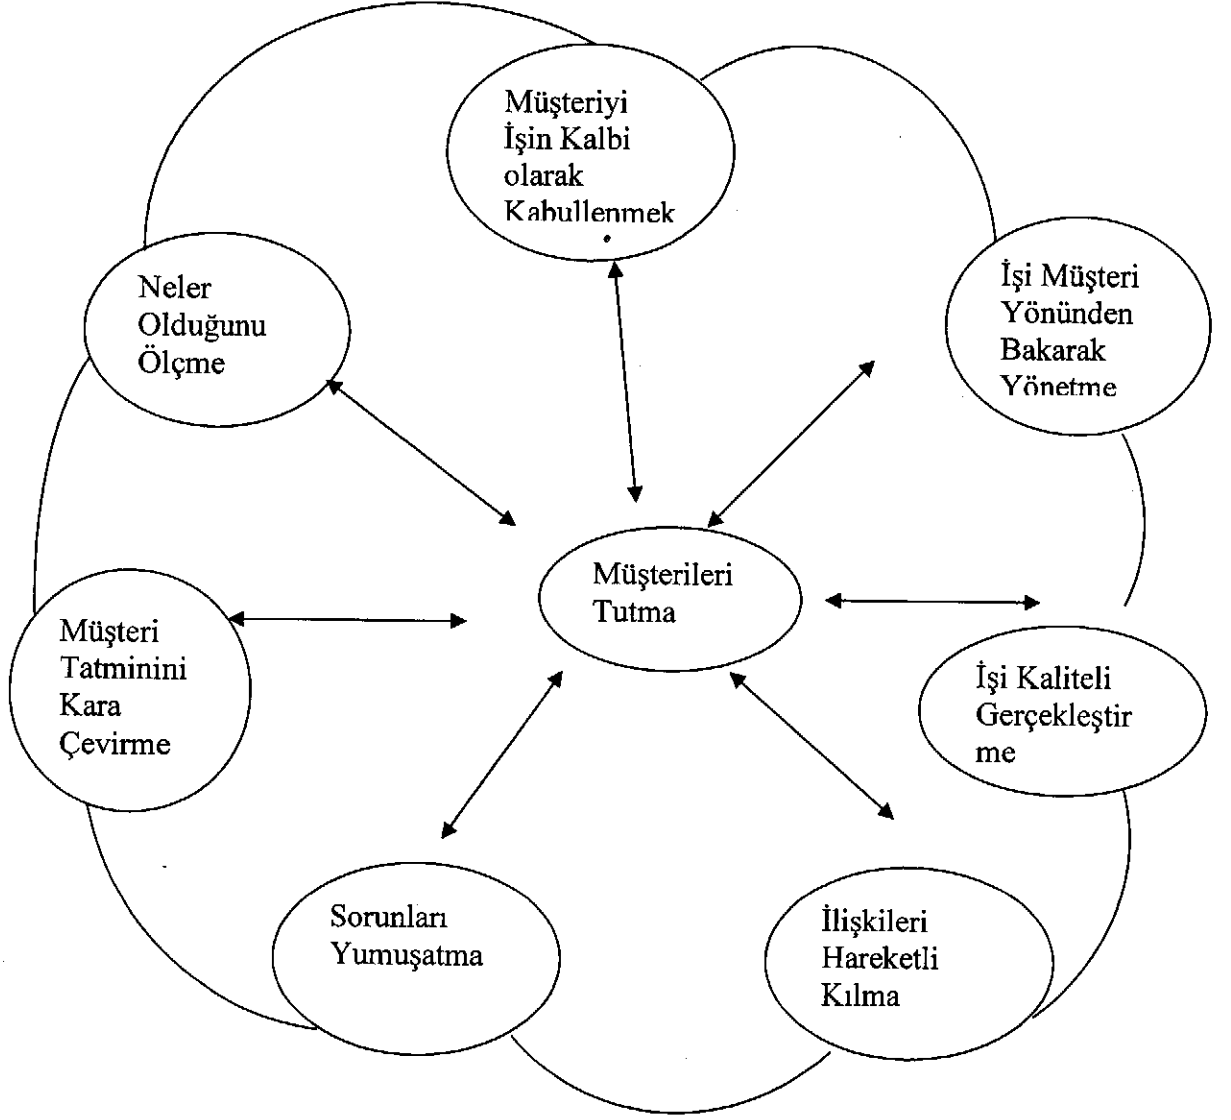 Müşteriyi
İşin Kalbi
olarak
Kabullenmek
İşi Müşteri
Yönünden
Bakarak
Yönetme
Neler
Olduğunu
Ölçme
Müşterileri
Tutma
Müşteri
Tatminini
Kara
Çevirme
İşi Kaliteli
Gerçekleştir
me
Sorunları
Yumuşatma
İlişkileri
Hareketli
Kılma